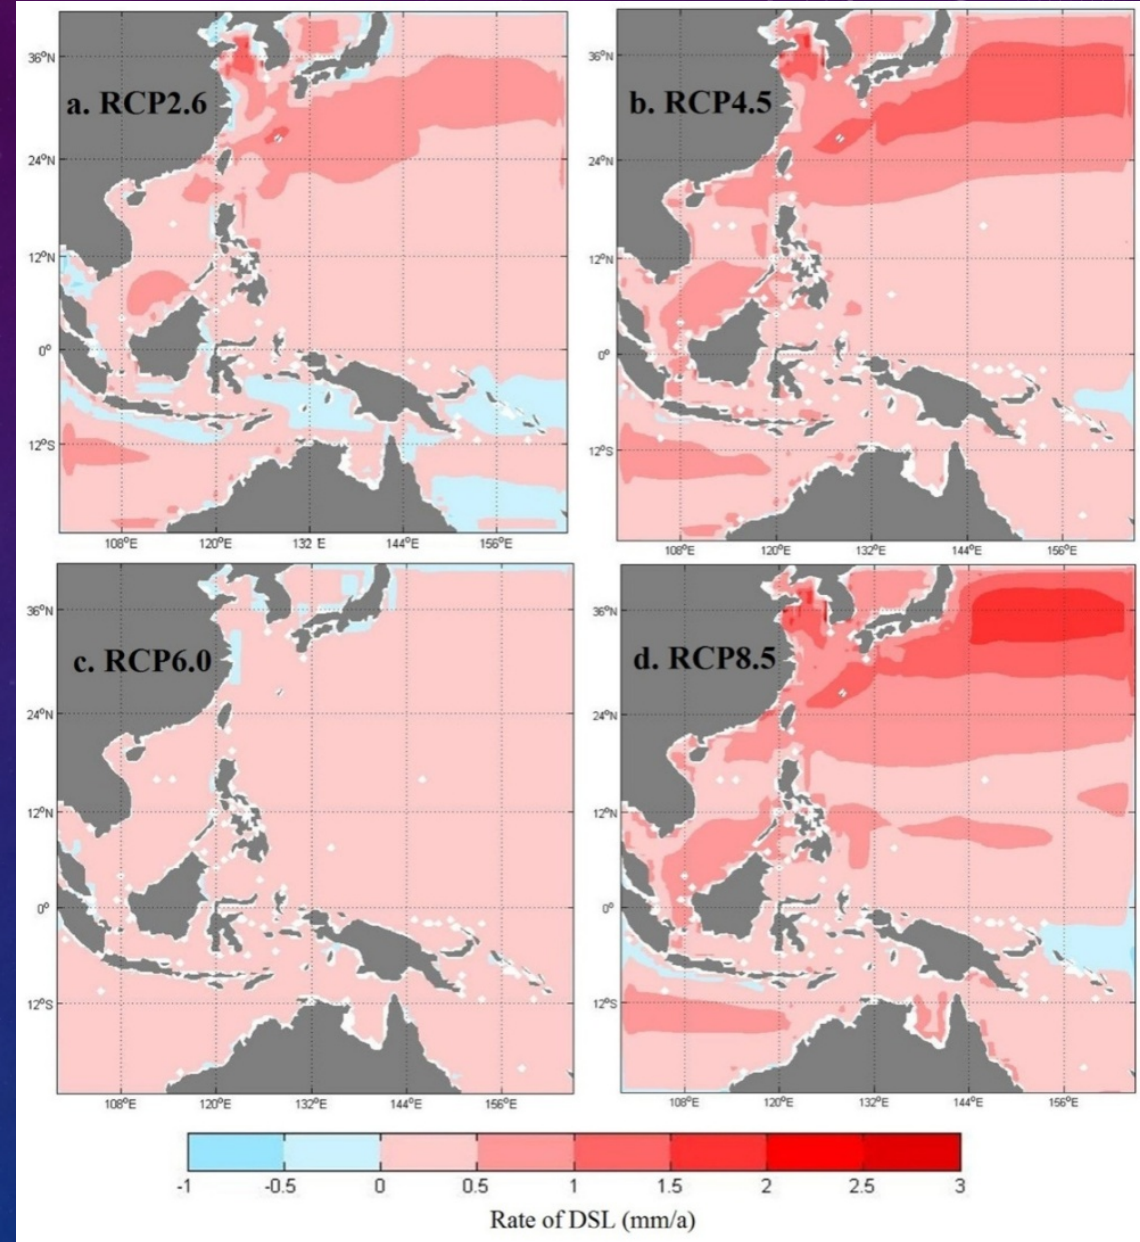 a. RCP2.6
36°N
24°N
12°N
0°
12°S
108°E 120°E 132 E 144°E 156°E
b. RCP4.5
36°N
24°N
12°N
0°
12°S
108°E 120°E 132°E 144°E 156°E
c. RCP6.0
36°N
24°N
12°N
0°
12°S
108°E 120°E 132°E 144°E 156°E
d. RCP8.5
36°N
24°N
12°N
0°
12°S
108°E 120°E 132°E 144°E 156°E
-1 -0.5 0 0.5 1 1.5 2 2.5 3
Rate of DSL (mm/a)